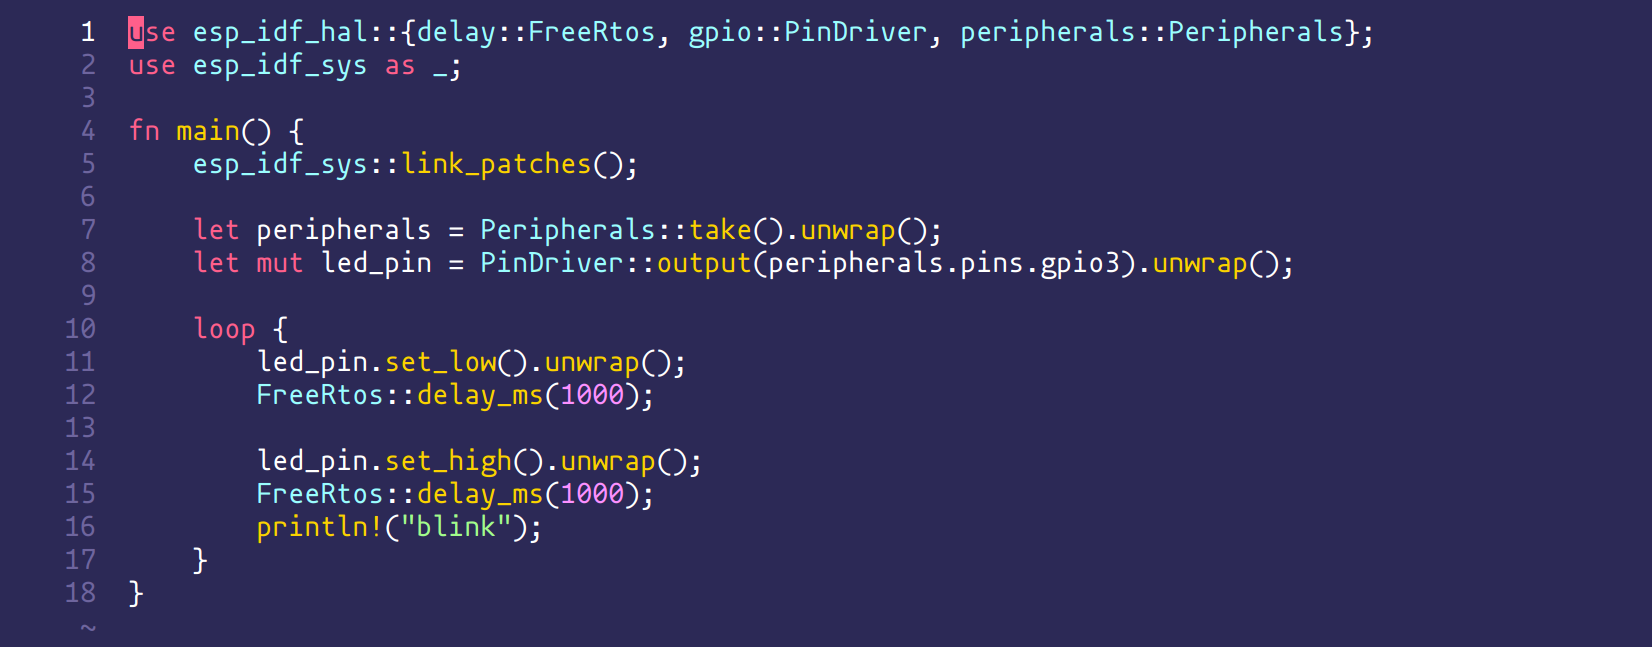 1 use esp_idf_hal::{delay::FreeRtos, gpio::PinDriver, peripherals::Peripherals};
2 use esp_idf_sys as _;
3
4 fn main() {
5     esp_idf_sys::link_patches();
6
7     let peripherals = Peripherals::take().unwrap();
8     let mut led_pin = PinDriver::output(peripherals.pins.gpio3).unwrap();
9
10     loop {
11         led_pin.set_low().unwrap();
12         FreeRtos::delay_ms(1000);
13
14         led_pin.set_high().unwrap();
15         FreeRtos::delay_ms(1000);
16         println!("blink");
17     }
18 }
~